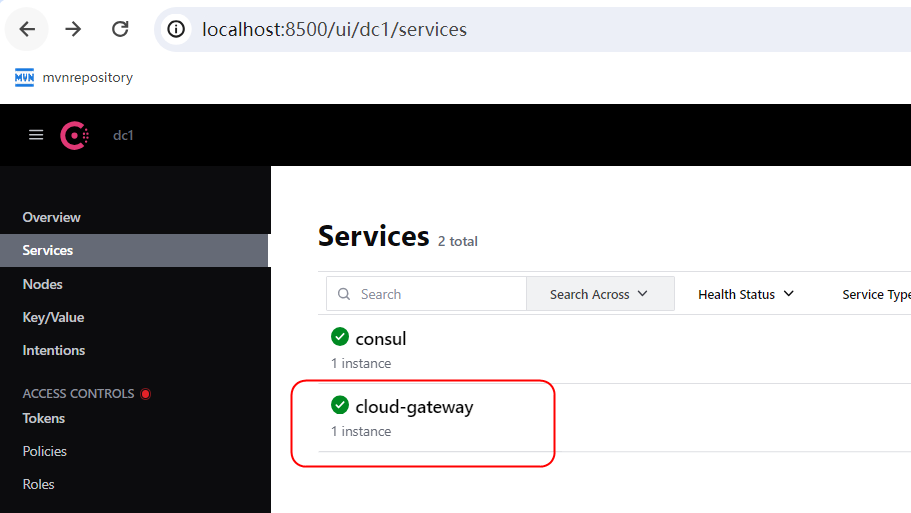 localhost:8500/ui/dc1/services
MVN mvnrepository
dc1
Overview
Services
Nodes
Key/Value
Intentions
ACCESS CONTROLS
Tokens
Policies
Roles
Services 2 total
Search Search Across Health Status Service Type
consul
1 instance
cloud-gateway
1 instance